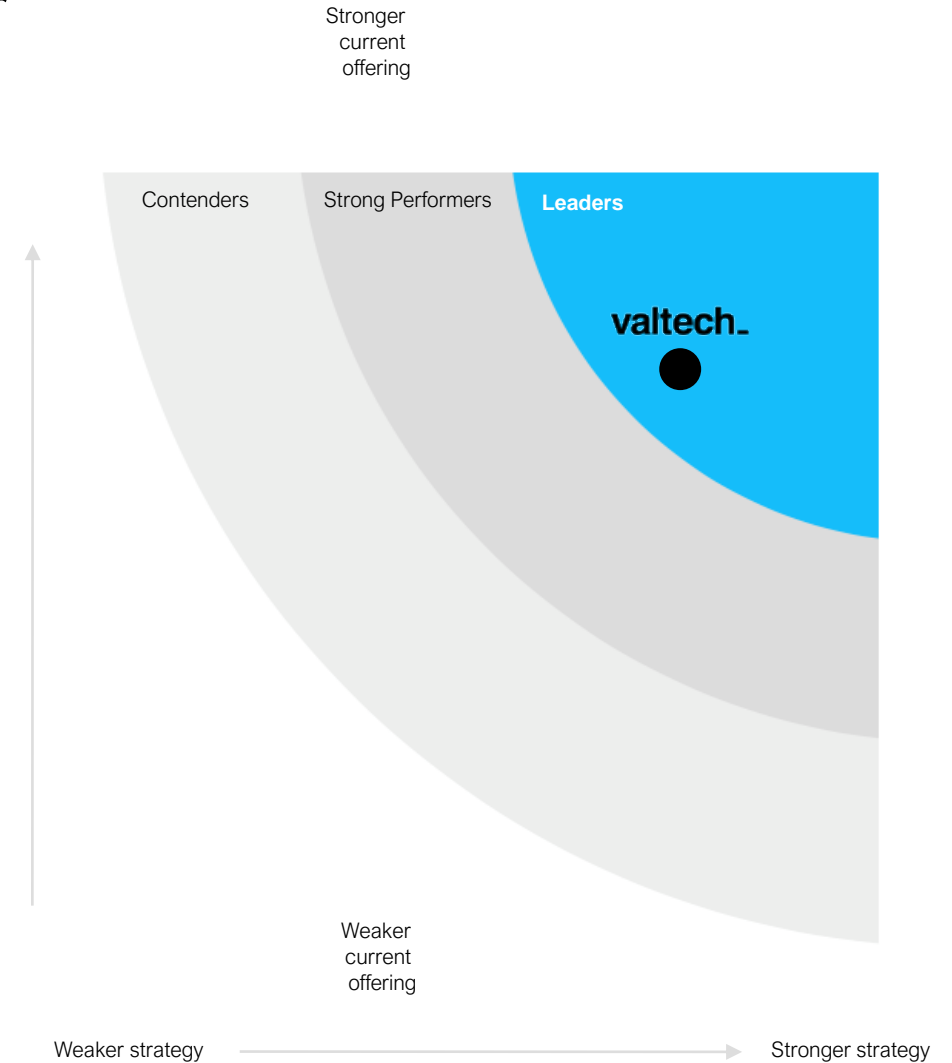 Stronger
current
offering
Contenders
Strong Performers
Leaders
valtech_
Weaker
current
offering
Weaker strategy
Stronger strategy